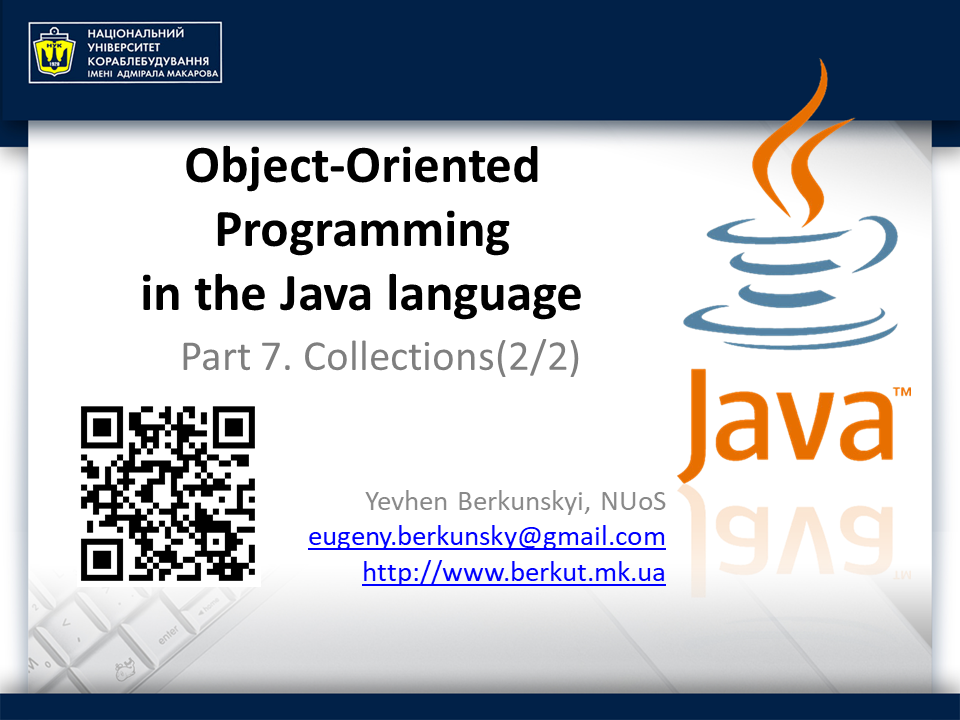 НАЦІОНАЛЬНИЙ
УНІВЕРСИТЕТ
КОРАБЛЕБУДУВАННЯ
ІМЕНІ АДМІРАЛА МАКАРОВА
НУК
1920
Object-Oriented
Programming
in the Java language
Part 7. Collections(2/2)
Java™
Yevhen Berkunskyi, NUoS
eugeny.berkunsky@gmail.com
http://www.berkut.mk.ua
enter